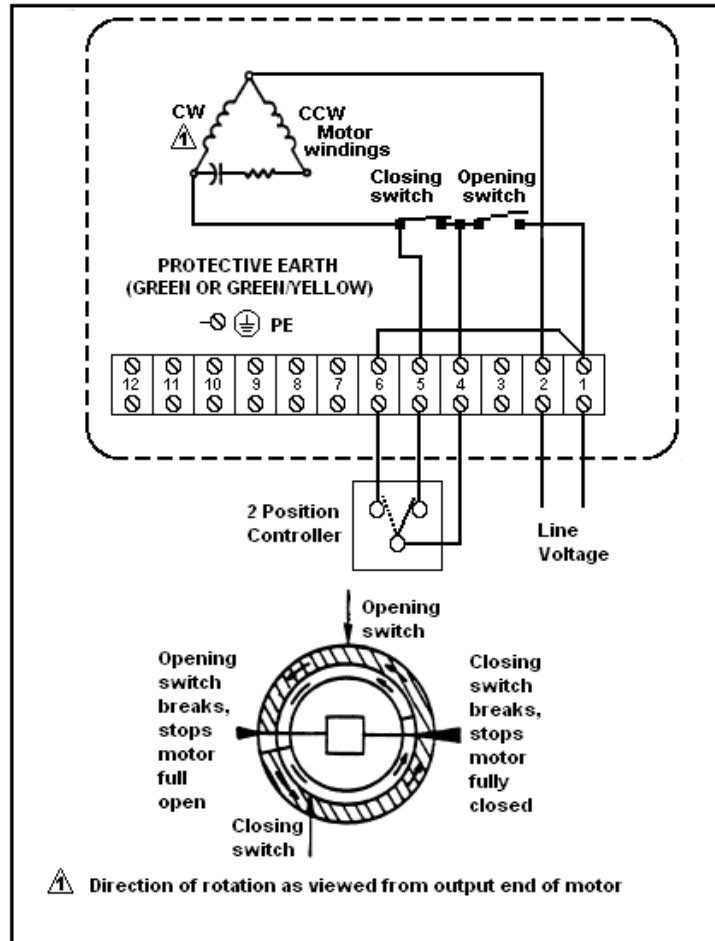 CW
CCW
1
Motor
windings
Closing
switch
Opening
switch
PROTECTIVE EARTH
(GREEN OR GREEN/YELLOW)
PE
12 11 10 9 8 7 6 5 4 3 2 1
2 Position
Controller
Line
Voltage
Opening
switch
Opening
switch
breaks,
stops
motor
full
open
Closing
switch
breaks,
stops
motor
fully
closed
Closing
switch
1 Direction of rotation as viewed from output end of motor